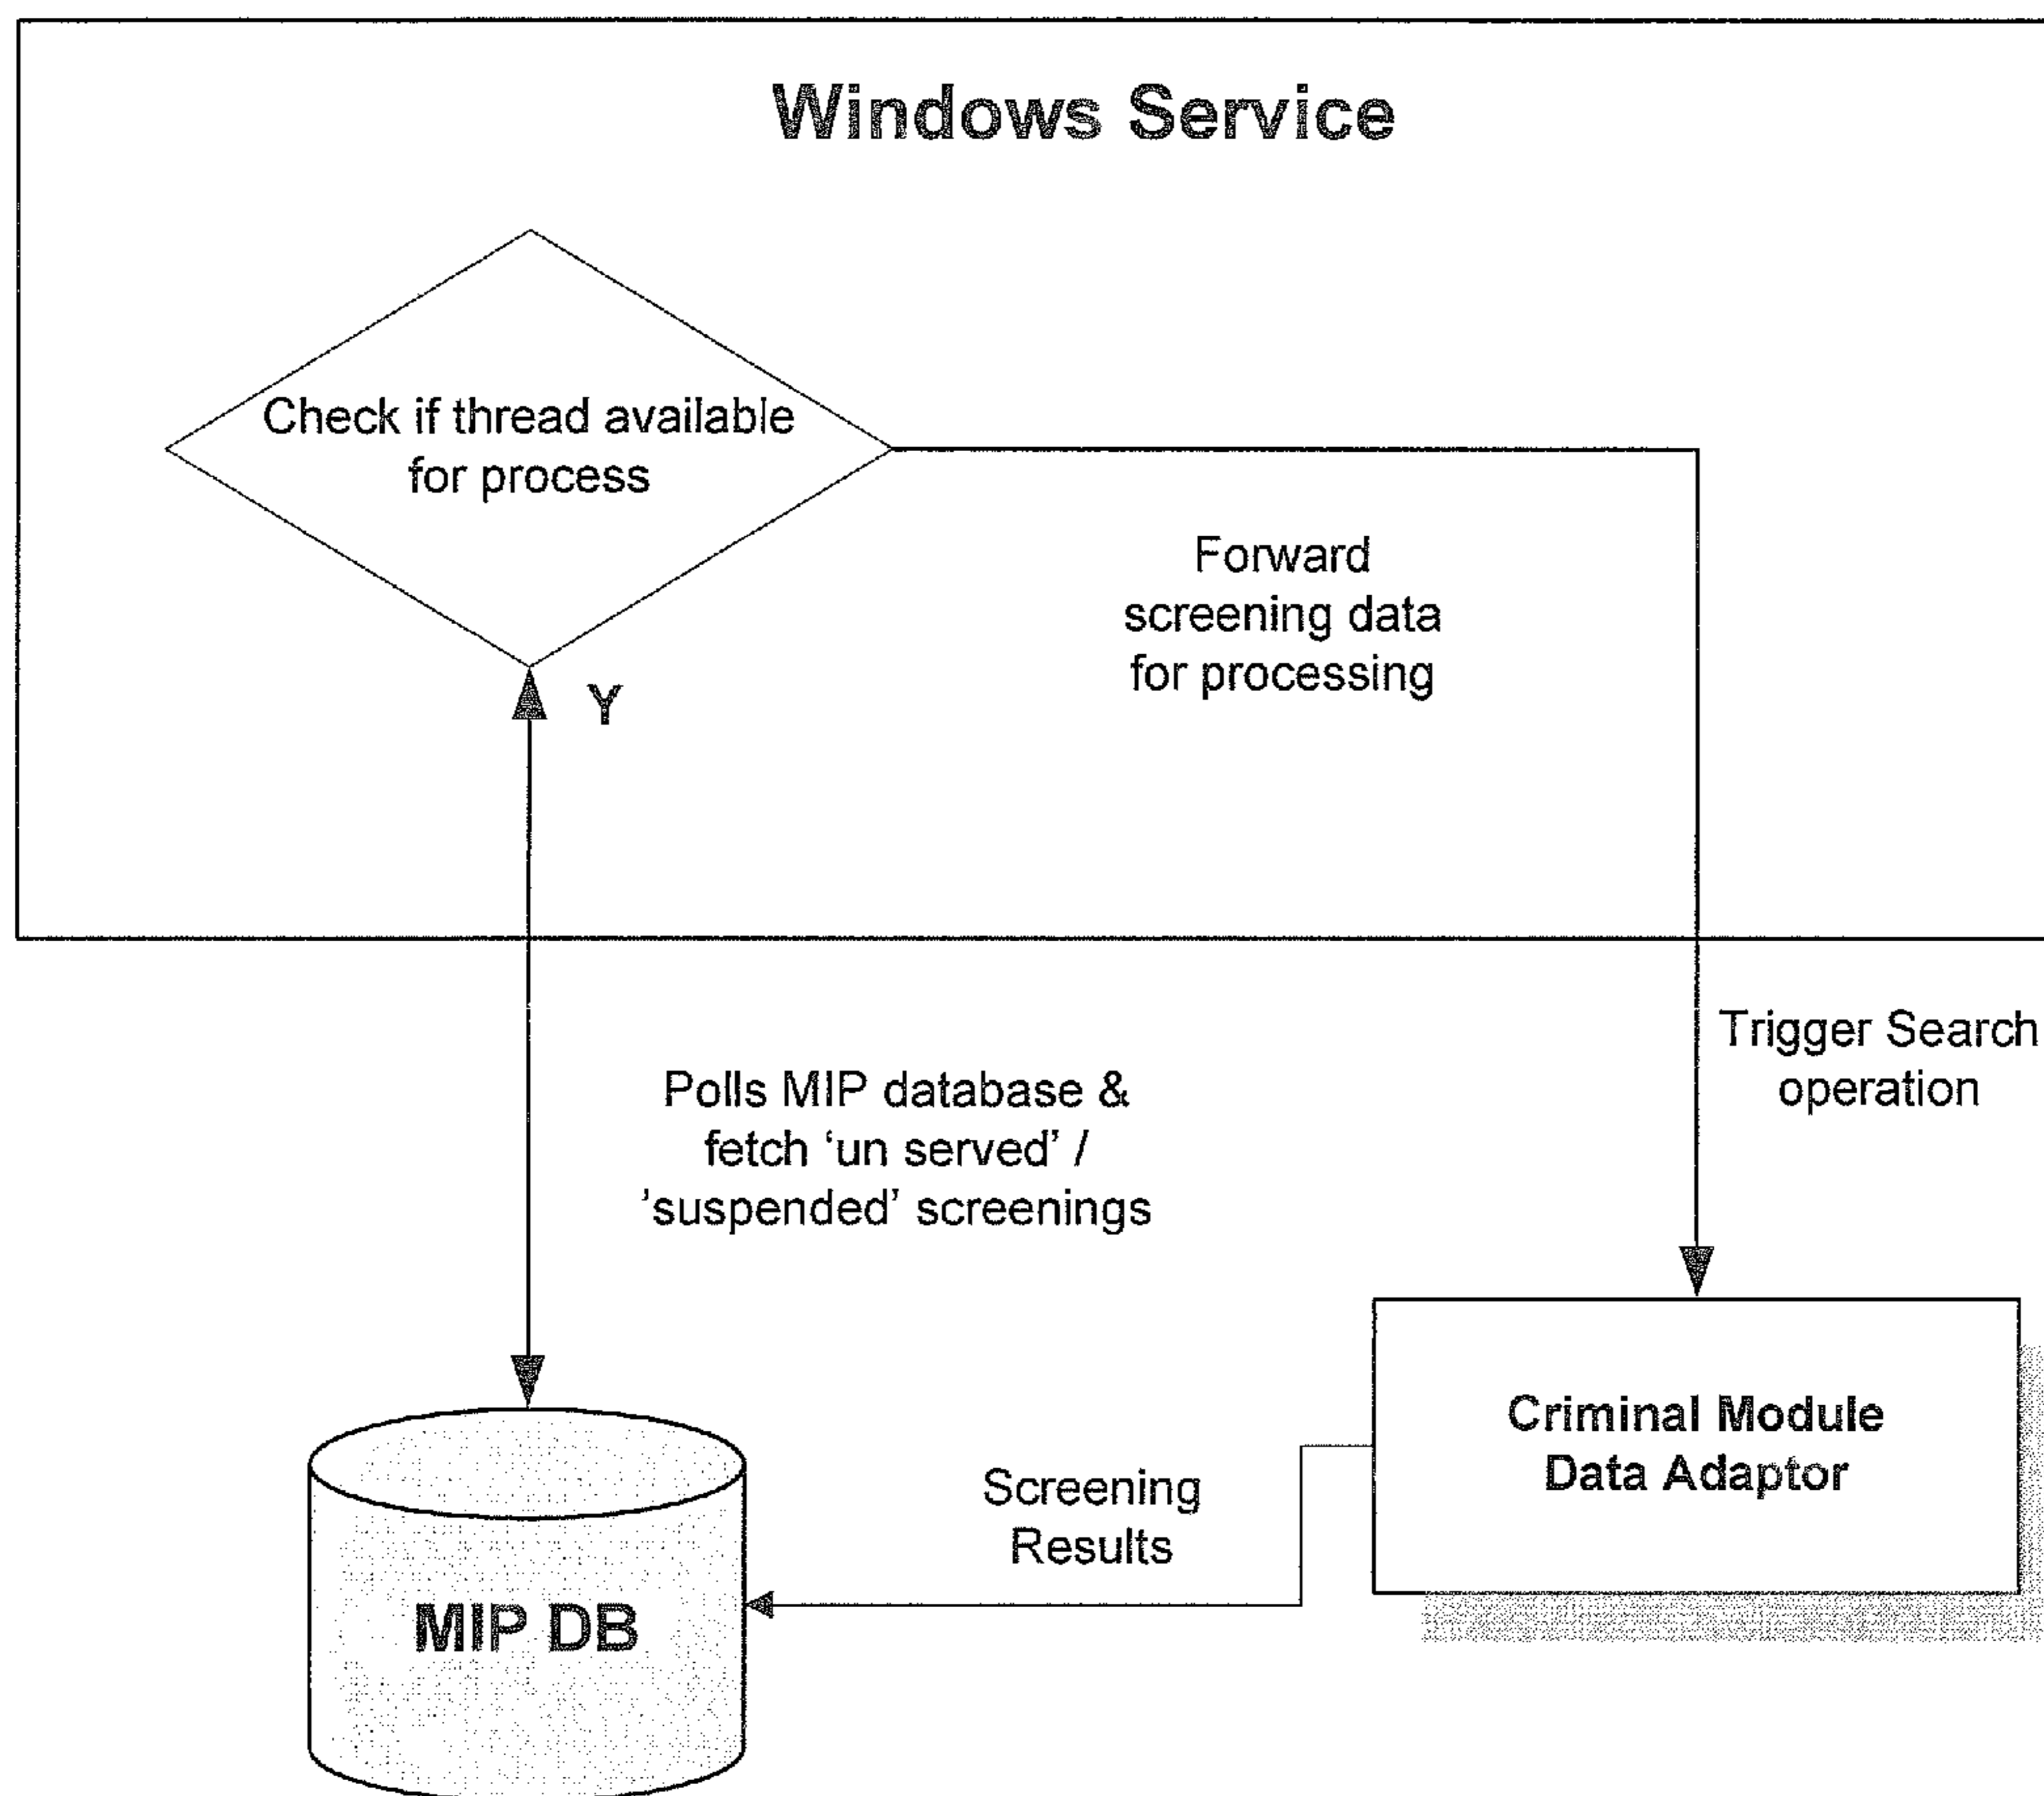 Windows Service
Check if thread available
for process
Forward
screening data
for processing
Y
Trigger Search
operation
Polls MIP database &
fetch ‘un served’ /
’suspended’ screenings
Criminal Module
Data Adaptor
Screening
Results
MIP DB